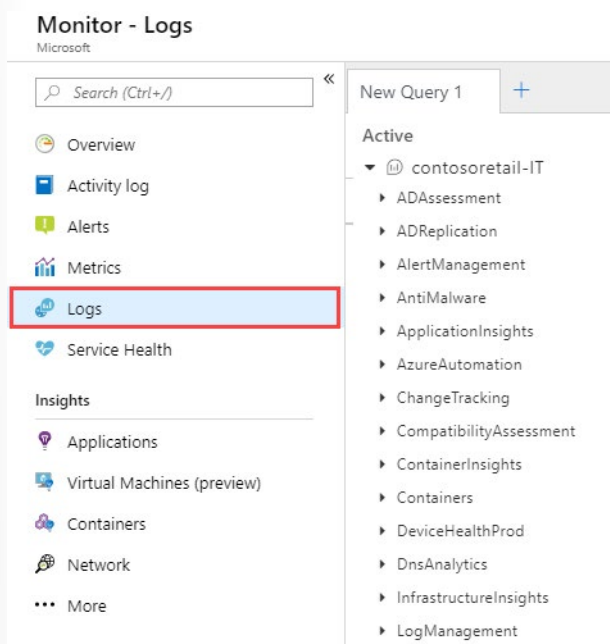 Monitor - Logs
Microsoft
Search (Ctrl+/)
«
Overview
Activity log
Alerts
Metrics
Logs
Service Health
Insights
Applications
Virtual Machines (preview)
Containers
Network
More
New Query 1
+
Active
contosoretail-IT
ADAssessment
ADReplication
AlertManagement
AntiMalware
ApplicationInsights
AzureAutomation
ChangeTracking
CompatibilityAssessment
ContainerInsights
Containers
DeviceHealthProd
DnsAnalytics
InfrastructureInsights
LogManagement